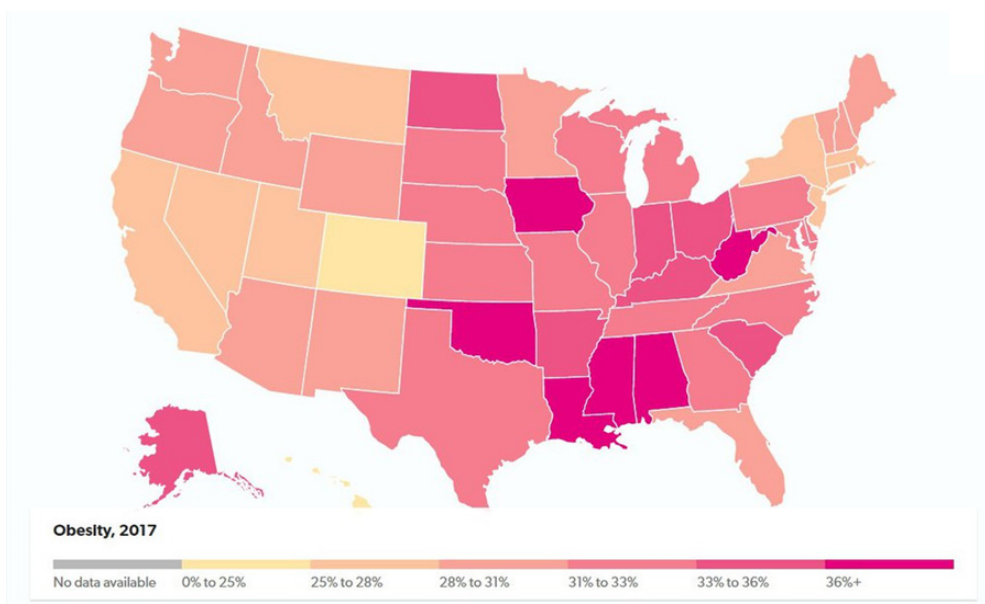 Obesity, 2017
No data available 0% to 25% 25% to 28% 28% to 31% 31% to 33% 33% to 36% 36%+